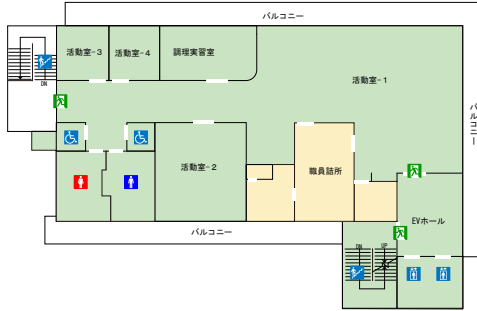 バルコニー
活動室-3
活動室-4
調理実習室
活動室-1
DN
バルコニー
活動室-2
職員詰所
EVホール
バルコニー
DN
UP